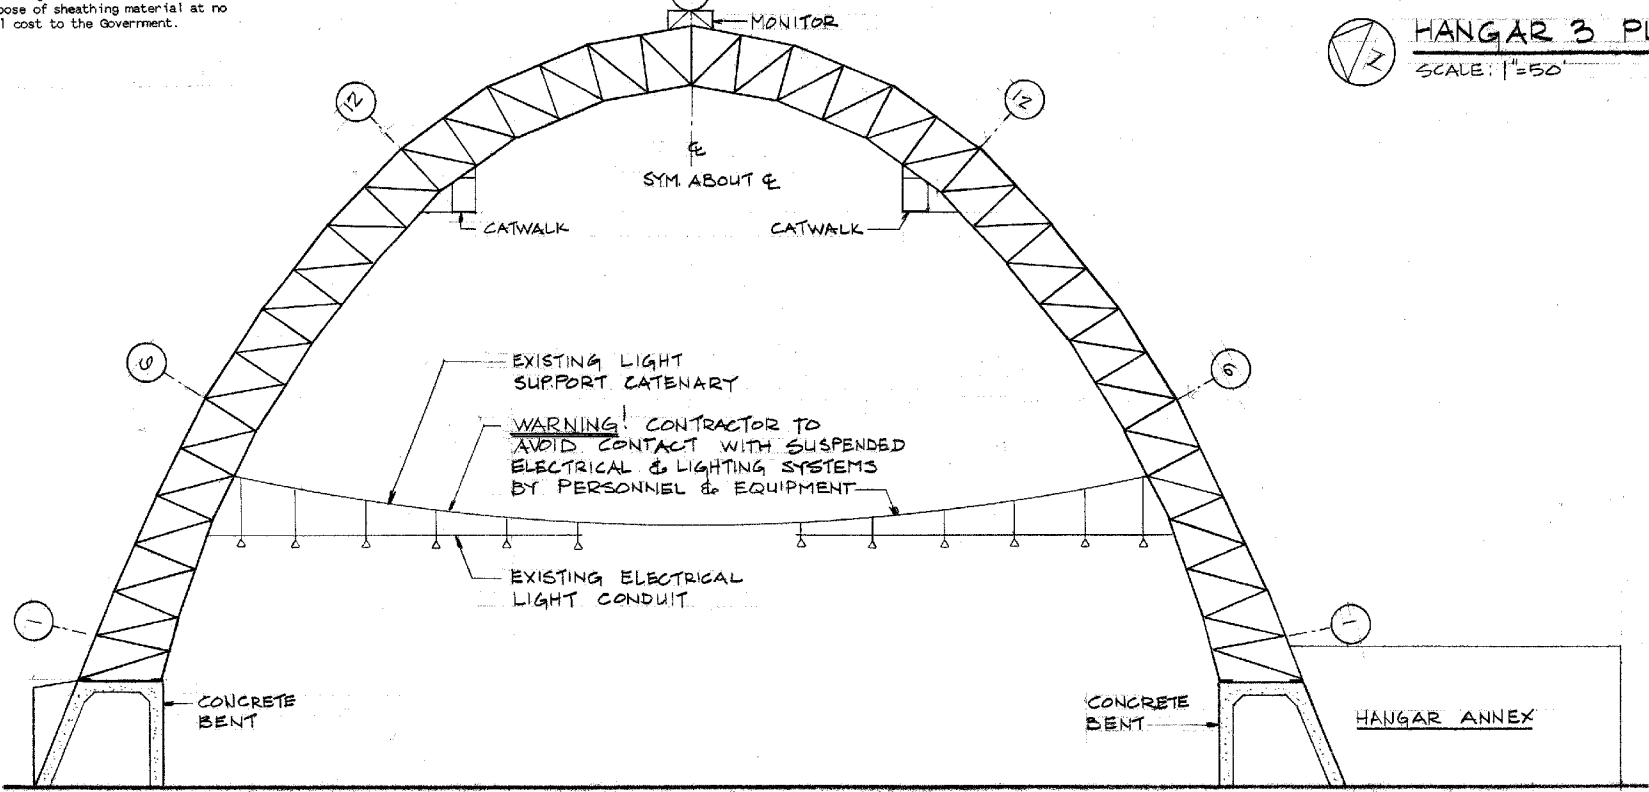 pose of sheathing material at no
l cost to the Government.
MONITOR
HANGAR 3 PL
SCALE: 1"=50'
N
12
12
℄
SYM. ABOUT ℄
CATWALK
CATWALK
6
6
EXISTING LIGHT
SUPPORT CATENARY
WARNING! CONTRACTOR TO
AVOID CONTACT WITH SUSPENDED
ELECTRICAL & LIGHTING SYSTEMS
BY PERSONNEL & EQUIPMENT
EXISTING ELECTRICAL
LIGHT CONDUIT
1
1
CONCRETE
BENT
CONCRETE
BENT
HANGAR ANNEX